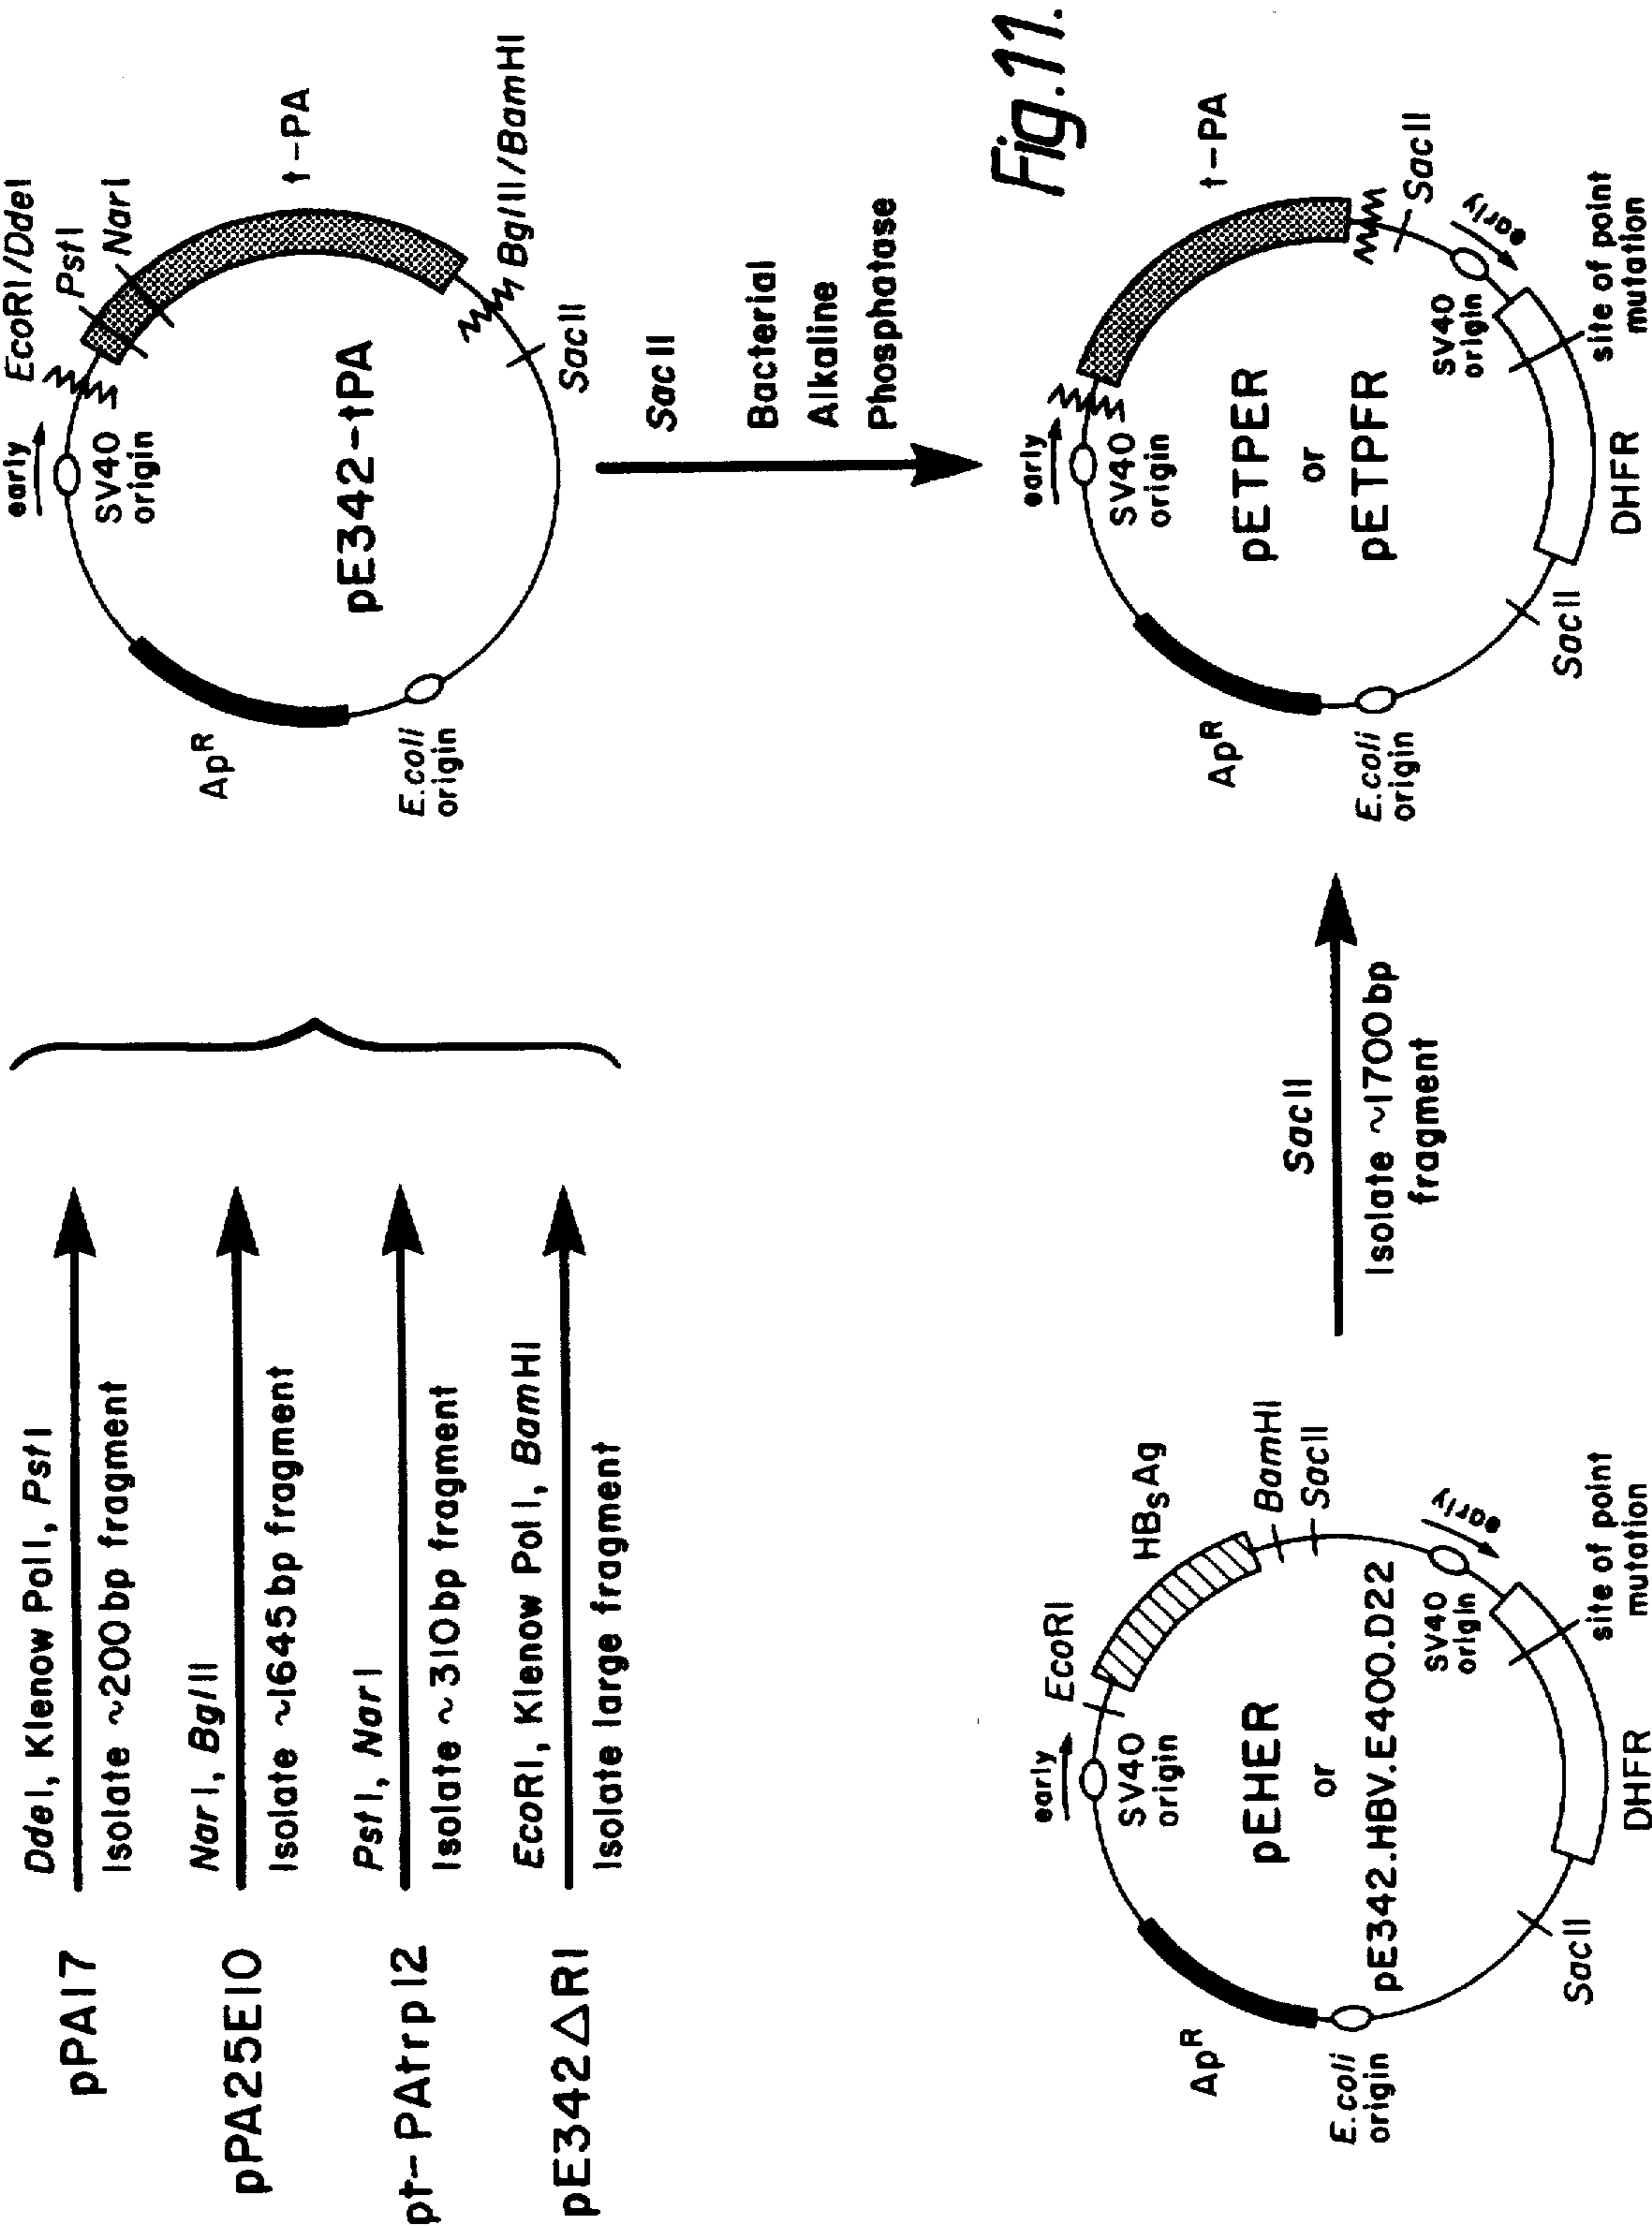 pPA17
DdeI, Klenow PolI, PstI
Isolate ~200bp fragment
pPA25E10
NarI, BglII
Isolate ~1645bp fragment
pt-PAtrp12
PstI, NarI
Isolate ~310bp fragment
pE342ΔR1
EcoRI, Klenow PolI, BamHI
Isolate large fragment
early
EcoRI/DdeI
PstI
NarI
SV40
origin
t-PA
ApR
pE342-tPA
BglII/BamHI
E.coli
origin
SacII
SacII
Bacterial
Alkaline
Phosphatase
Fig.11.
early
EcoRI
SV40
origin
HBsAg
ApR
pEHER
or
pE342.HBV.E400.D22
BamHI
SacII
E.coli
origin
early
SV40
origin
SacII
site of point
mutation
DHFR
SacII
Isolate ~1700bp
fragment
early
SV40
origin
t-PA
ApR
pETPER
or
pETPFR
SacII
E.coli
origin
early
SV40
origin
SacII
site of point
mutation
DHFR